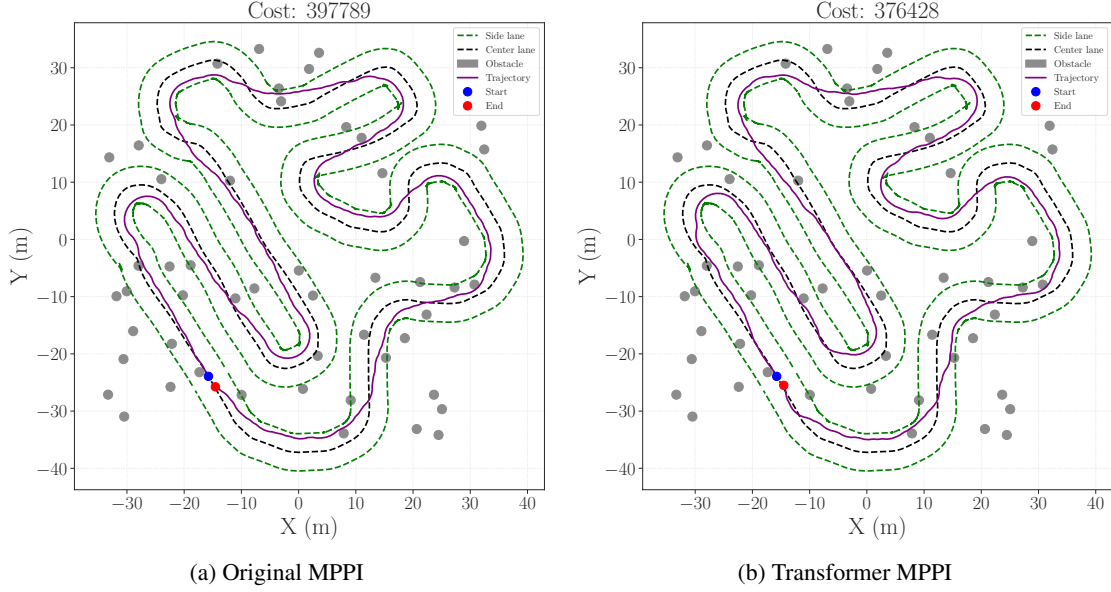 Cost: 397789
Side lane
Center lane
Obstacle
Trajectory
Start
End
30
20
10
0
−10
−20
−30
−40
Y (m)
−30 −20 −10 0 10 20 30 40
X (m)
(a) Original MPPI
Cost: 376428
Side lane
Center lane
Obstacle
Trajectory
Start
End
30
20
10
0
−10
−20
−30
−40
Y (m)
−30 −20 −10 0 10 20 30 40
X (m)
(b) Transformer MPPI